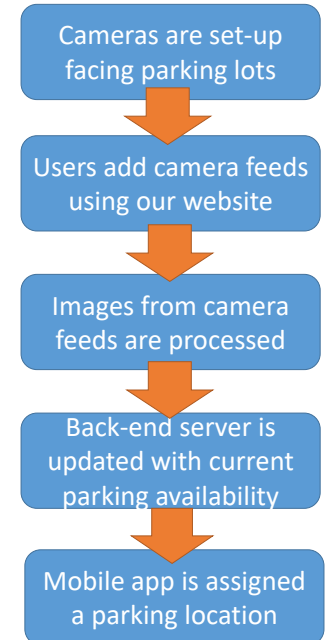 Cameras are set-up
facing parking lots
Users add camera feeds
using our website
Images from camera
feeds are processed
Back-end server is
updated with current
parking availability
Mobile app is assigned
a parking location